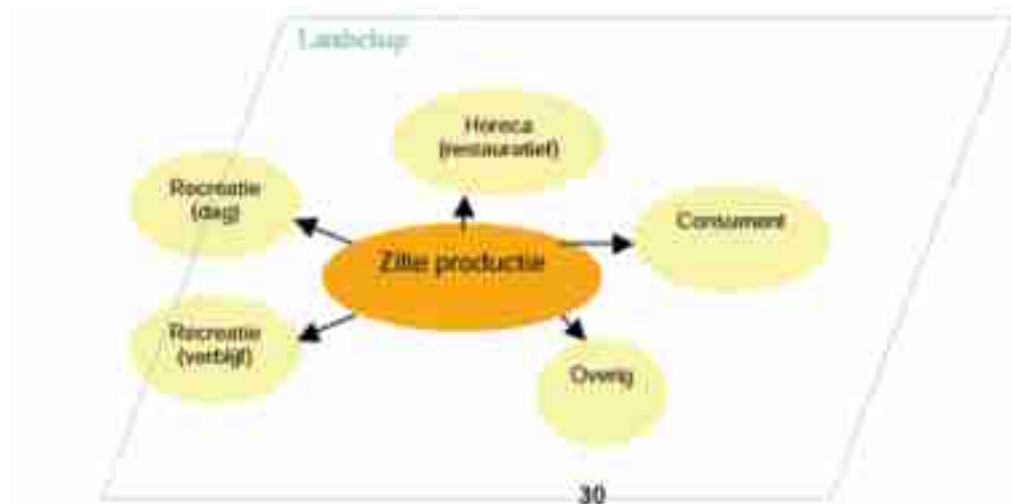 Landschap
Horeca
(restauratief)
Recreatie
(dag)
Consument
Zilte productie
Recreatie
(verblijf)
Overig
30